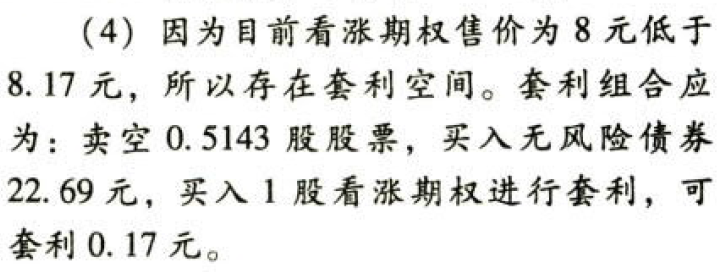 (4) 因为目前看涨期权售价为 8 元低于
8.17 元，所以存在套利空间。套利组合应
为：卖空 0.5143 股股票，买入无风险债券
22.69 元，买入 1 股看涨期权进行套利，可
套利 0.17 元。